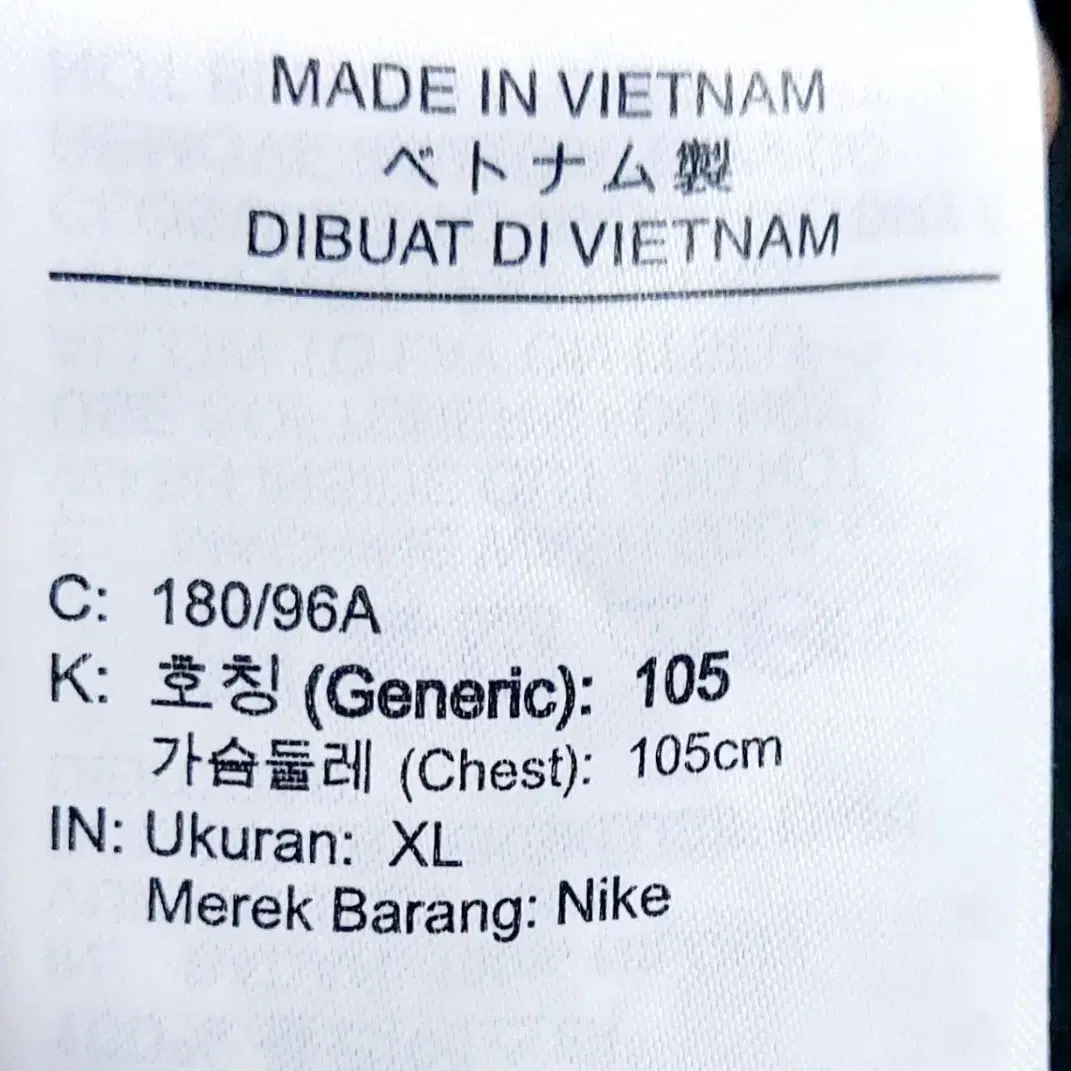 MADE IN VIETNAM
ベトナム製
DIBUAT DI VIETNAM
C: 180/96A
K: 호칭 (Generic): 105
가슴둘레 (Chest): 105cm
IN: Ukuran: XL
Merek Barang: Nike